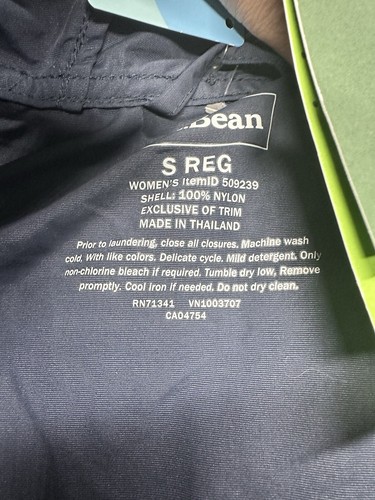 Bean
S REG
WOMEN'S ItemID 509239
SHELL: 100% NYLON
EXCLUSIVE OF TRIM
MADE IN THAILAND
Prior to laundering, close all closures. Machine wash
cold. With like colors. Delicate cycle. Mild detergent. Only
non-chlorine bleach if required. Tumble dry low, Remove
promptly. Cool iron if needed. Do not dry clean.
RN71341 VN1003707
CA04754